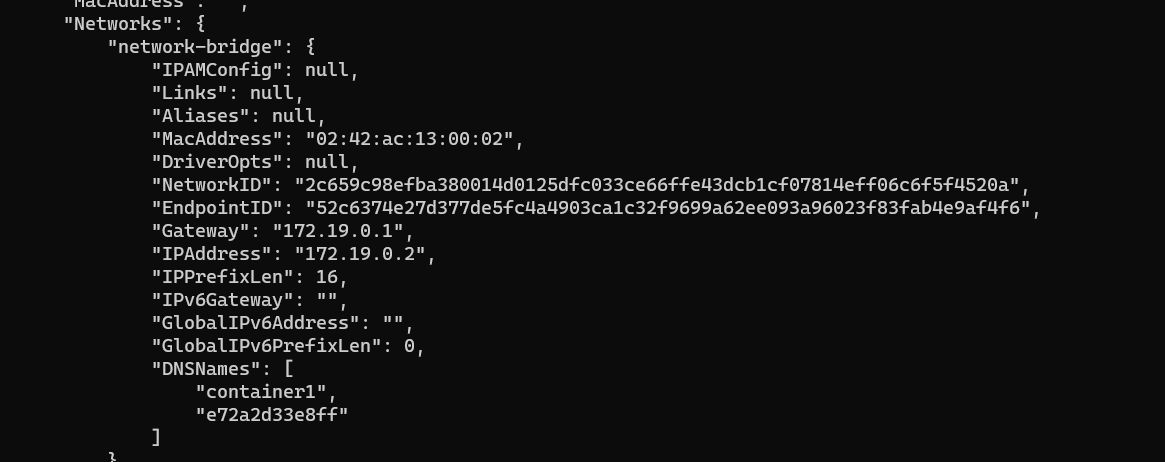 "MacAddress": "",
"Networks": {
"network-bridge": {
"IPAMConfig": null,
"Links": null,
"Aliases": null,
"MacAddress": "02:42:ac:13:00:02",
"DriverOpts": null,
"NetworkID": "2c659c98efba380014d0125dfc033ce66ffe43dcb1cf07814eff06c6f5f4520a",
"EndpointID": "52c6374e27d377de5fc4a4903ca1c32f9699a62ee093a96023f83fab4e9af4f6",
"Gateway": "172.19.0.1",
"IPAddress": "172.19.0.2",
"IPPrefixLen": 16,
"IPv6Gateway": "",
"GlobalIPv6Address": "",
"GlobalIPv6PrefixLen": 0,
"DNSNames": [
"container1",
"e72a2d33e8ff"
]
}